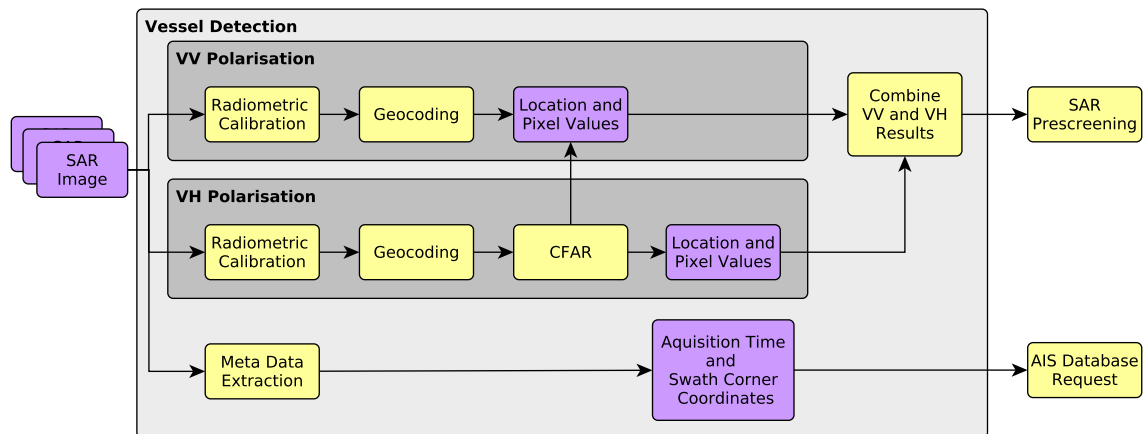 Vessel Detection
VV Polarisation
Radiometric
Calibration
Geocoding
Location and
Pixel Values
Combine
VV and VH
Results
SAR
Prescreening
SAR
Image
VH Polarisation
Radiometric
Calibration
Geocoding
CFAR
Location and
Pixel Values
Meta Data
Extraction
Aquisition Time
and
Swath Corner
Coordinates
AIS Database
Request